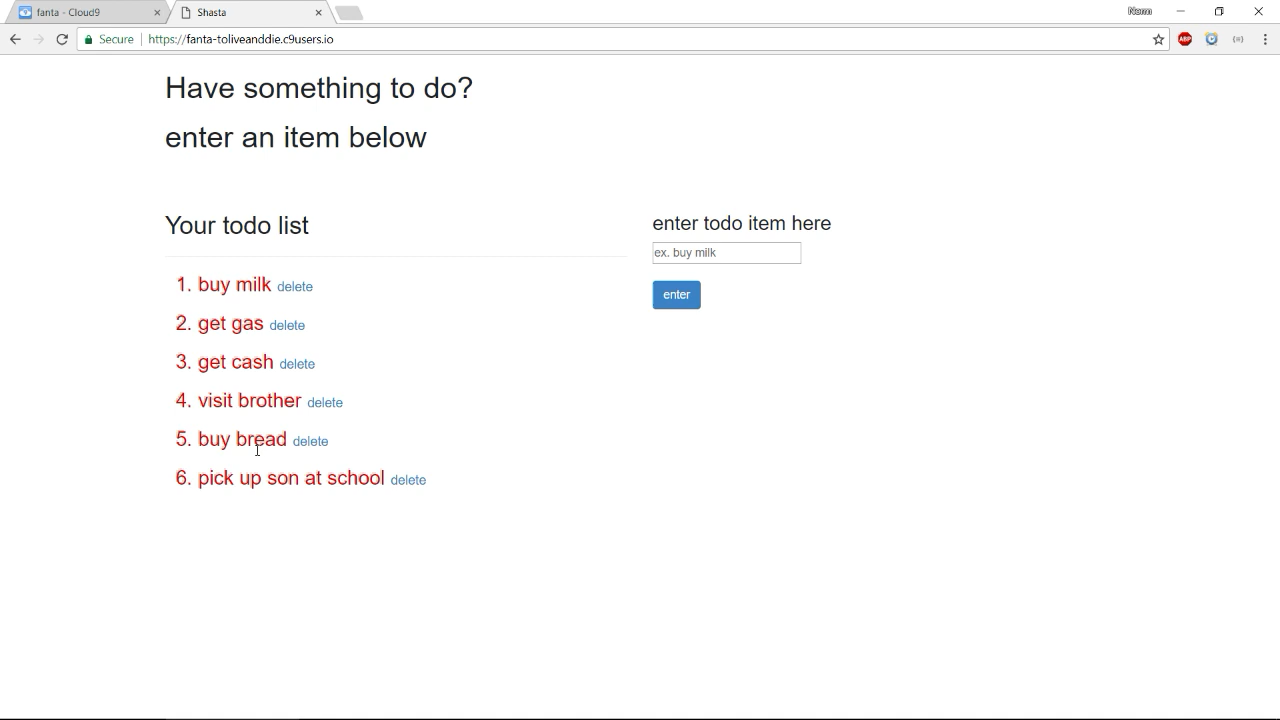 fanta - Cloud9
Shasta
Norm
Secure
https://fanta-toliveanddie.c9users.io
ABP
Have something to do?
enter an item below
Your todo list
enter todo item here
ex. buy milk
enter
1. buy milk delete
2. get gas delete
3. get cash delete
4. visit brother delete
5. buy bread delete
6. pick up son at school delete